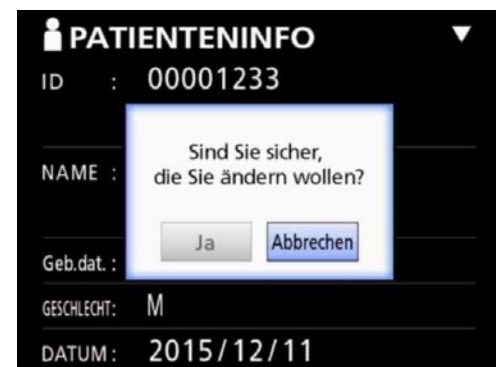 PATIENTENINFO
ID : 00001233
Sind Sie sicher,
die Sie ändern wollen?
NAME :
Ja
Abbrechen
Geb.dat. :
GESCHLECHT: M
DATUM : 2015/12/11